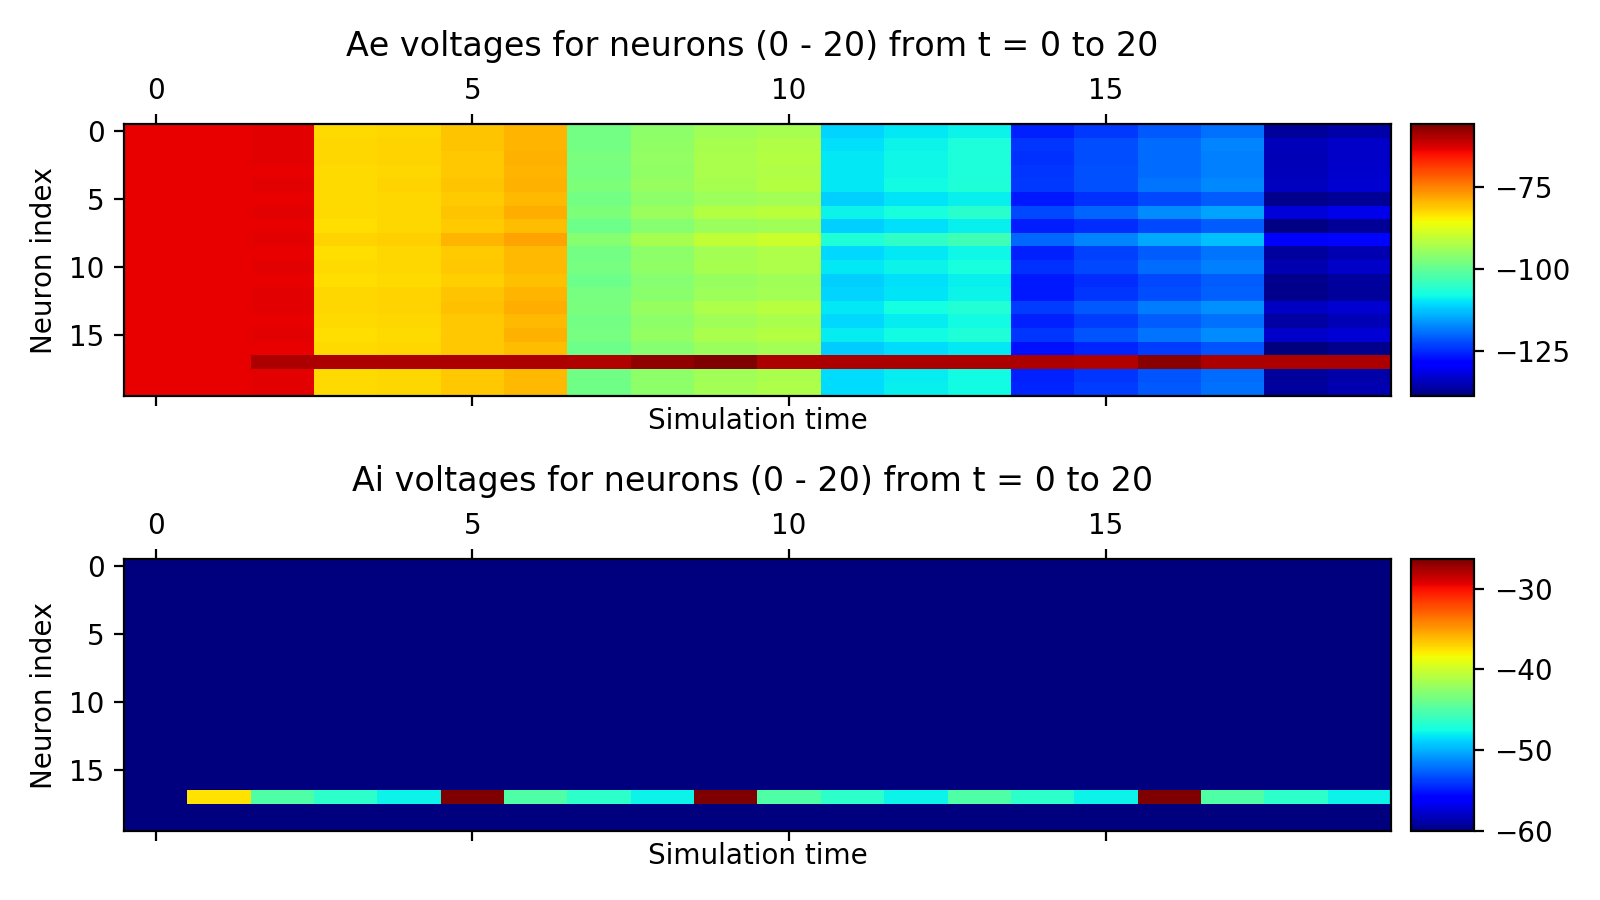 Ae voltages for neurons (0 - 20) from t = 0 to 20
0 5 10 15
0
5
10
15
Neuron index
Simulation time
−75
−100
−125
Ai voltages for neurons (0 - 20) from t = 0 to 20
0 5 10 15
0
5
10
15
Neuron index
Simulation time
−30
−40
−50
−60